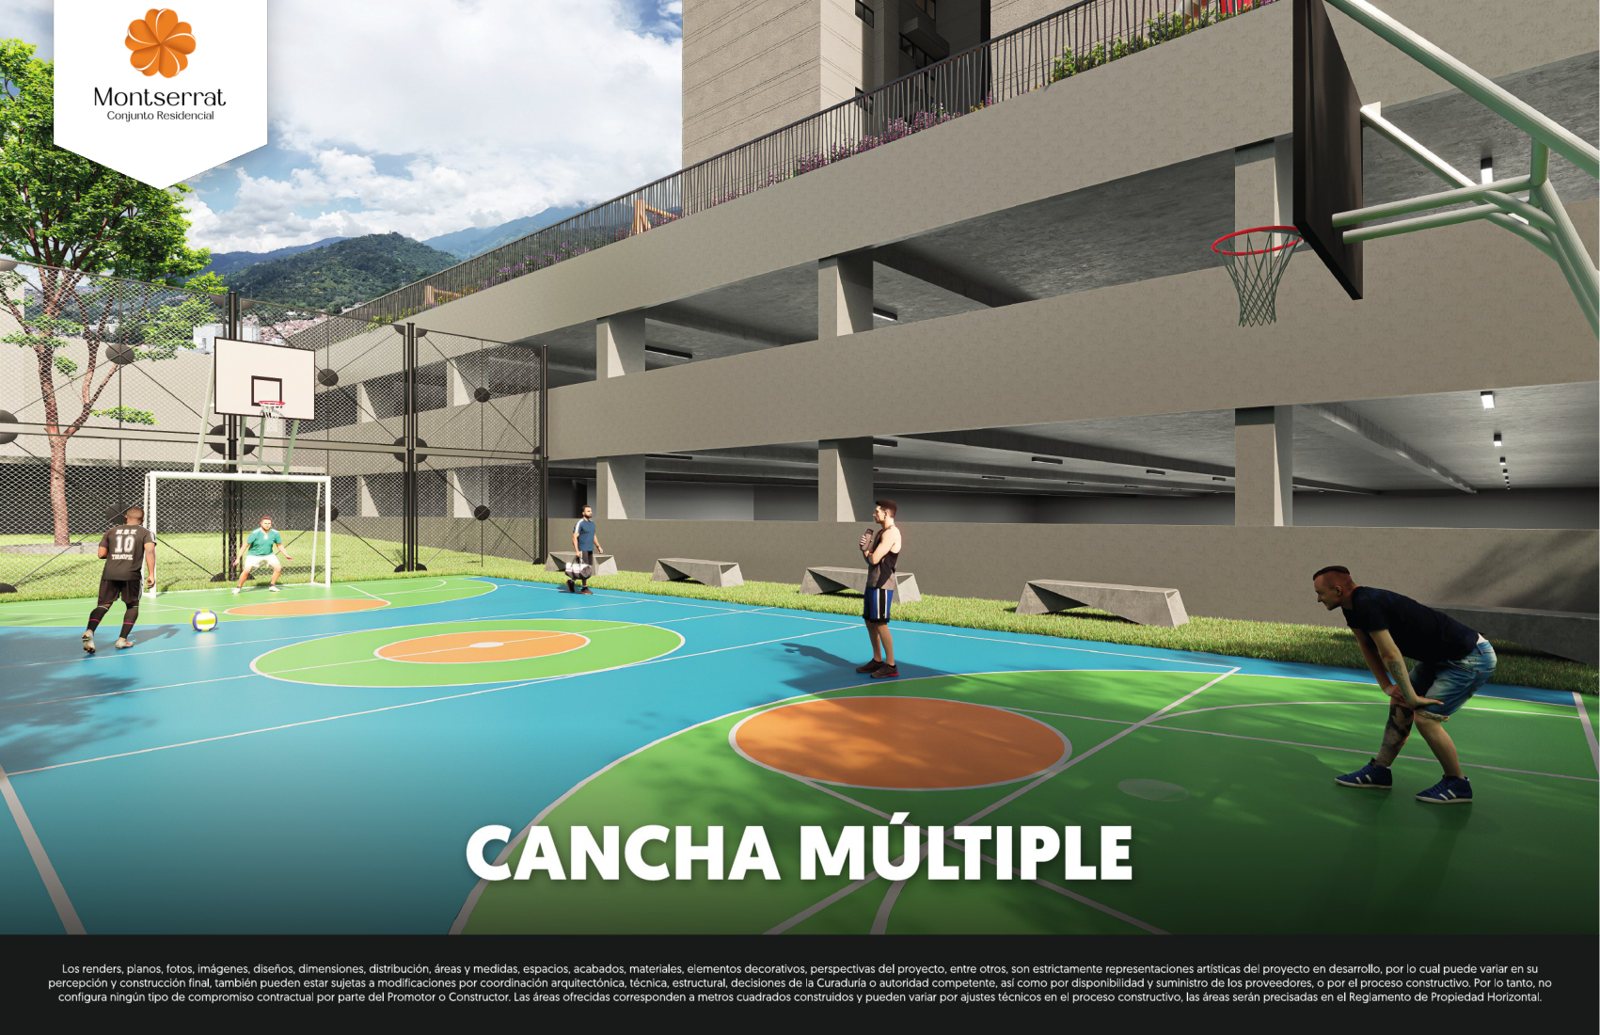 Montserrat
Conjunto Residencial
10
CANCHA MÚLTIPLE
Los renders, planos, fotos, imágenes, diseños, dimensiones, distribución, áreas y medidas, espacios, acabados, materiales, elementos decorativos, perspectivas del proyecto, entre otros, son estrictamente representaciones artísticas del proyecto en desarrollo, por lo cual puede variar en su
percepción y construcción final, también pueden estar sujetas a modificaciones por coordinación arquitectónica, técnica, estructural, decisiones de la Curaduría o autoridad competente, así como por disponibilidad y suministro de los proveedores, o por el proceso constructivo. Por lo tanto, no
configura ningún tipo de compromiso contractual por parte del Promotor o Constructor. Las áreas ofrecidas corresponden a metros cuadrados construidos y pueden variar por ajustes técnicos en el proceso constructivo, las áreas serán precisadas en el Reglamento de Propiedad Horizontal.